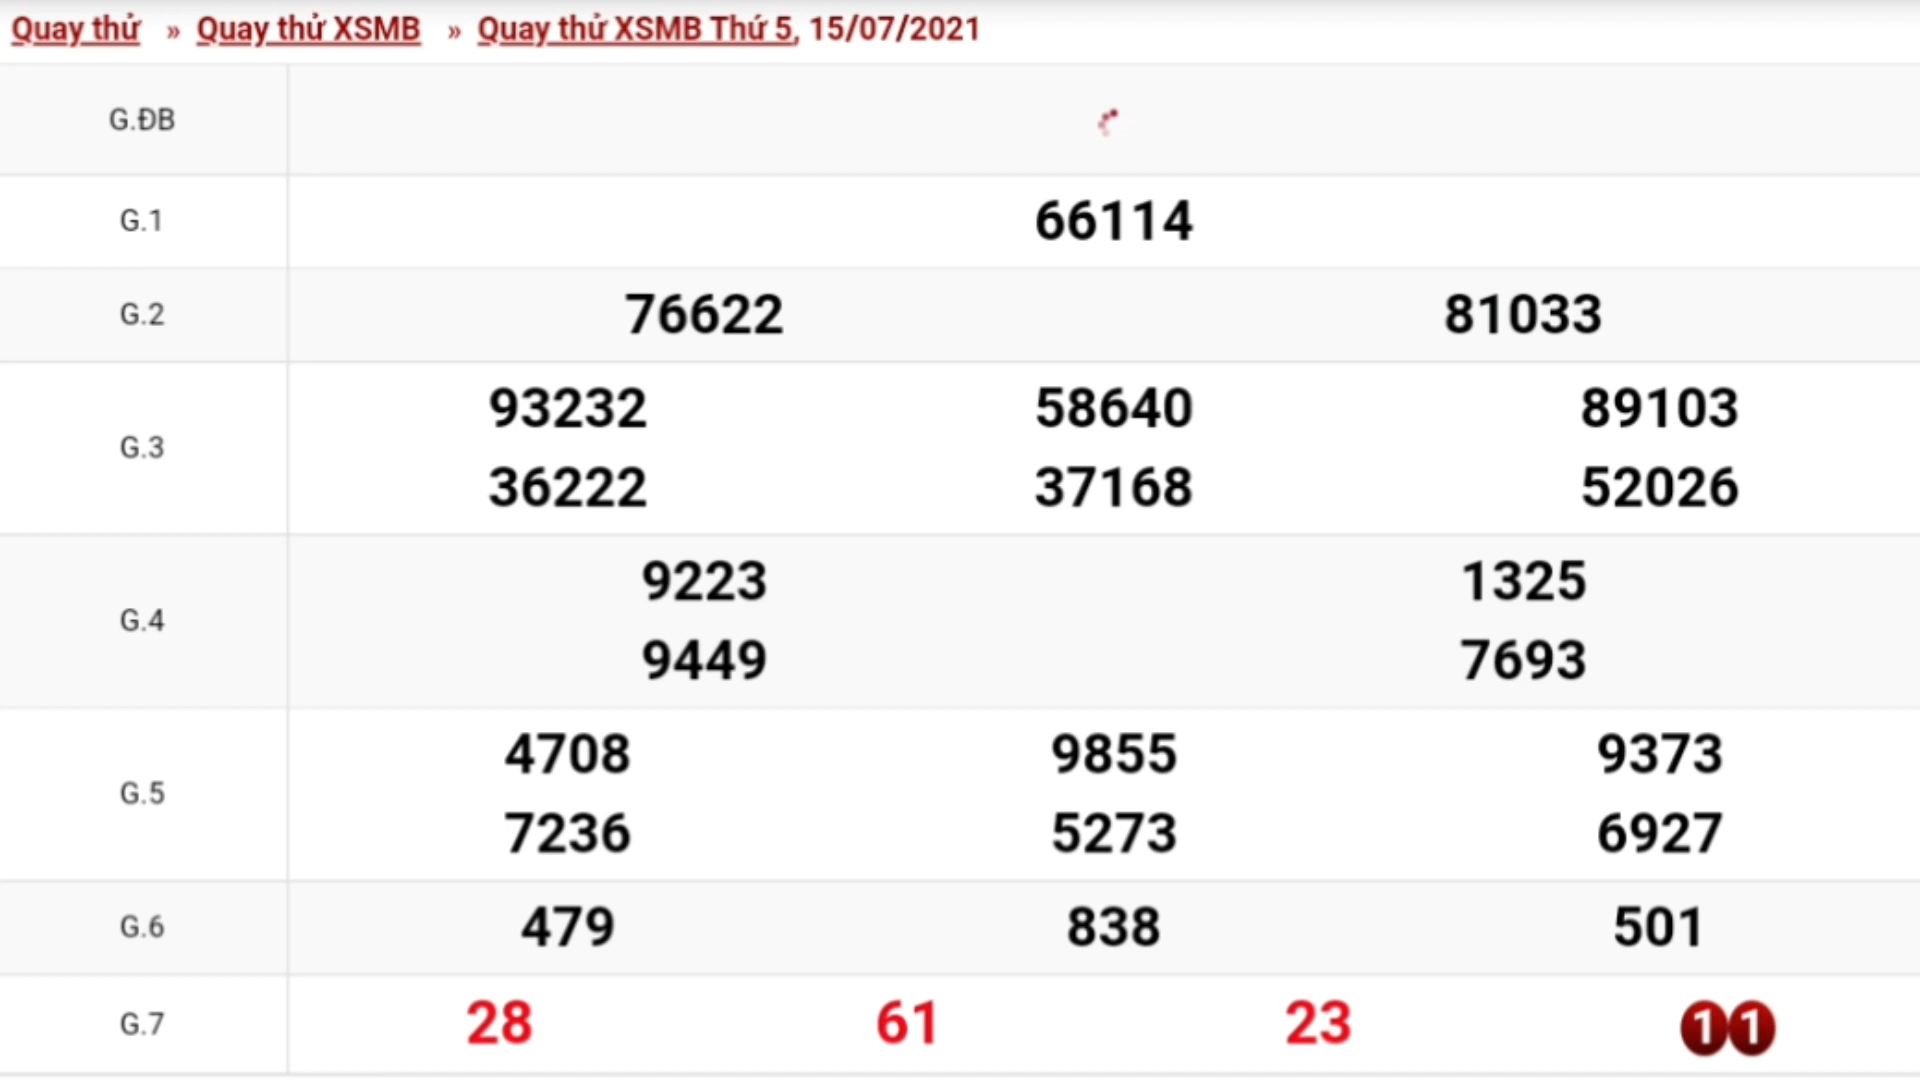 Quay thử » Quay thử XSMB » Quay thử XSMB Thứ 5, 15/07/2021
G.ĐB
G.1 66114
G.2 76622 81033
G.3 93232 58640 89103
36222 37168 52026
G.4 9223 1325
9449 7693
G.5 4708 9855 9373
7236 5273 6927
G.6 479 838 501
G.7 28 61 23 11